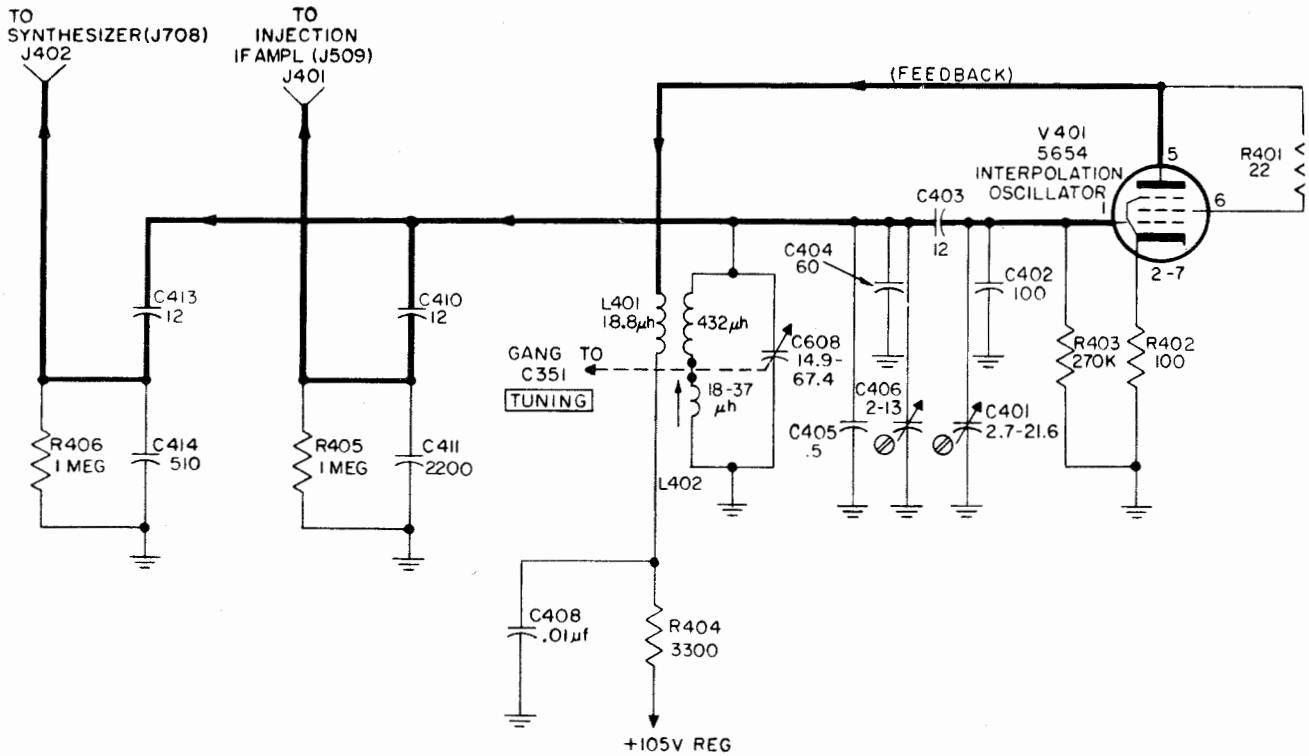 TO
SYNTHESIZER (J708)
J402
TO
INJECTION
IF AMPL (J509)
J401
(FEEDBACK)
V401
5654
INTERPOLATION
OSCILLATOR
1
5
6
2-7
R401
22
C403
12
C404
60
C402
100
C413
12
C410
12
L401
18.8µh
432µh
C608
14.9-
67.4
GANG TO
C351
TUNING
18-37
µh
R403
270K
R402
100
C406
2-13
C401
2.7-21.6
C405
.5
R406
1 MEG
C414
510
R405
1 MEG
C411
2200
L402
C408
.01µf
R404
3300
+105V REG